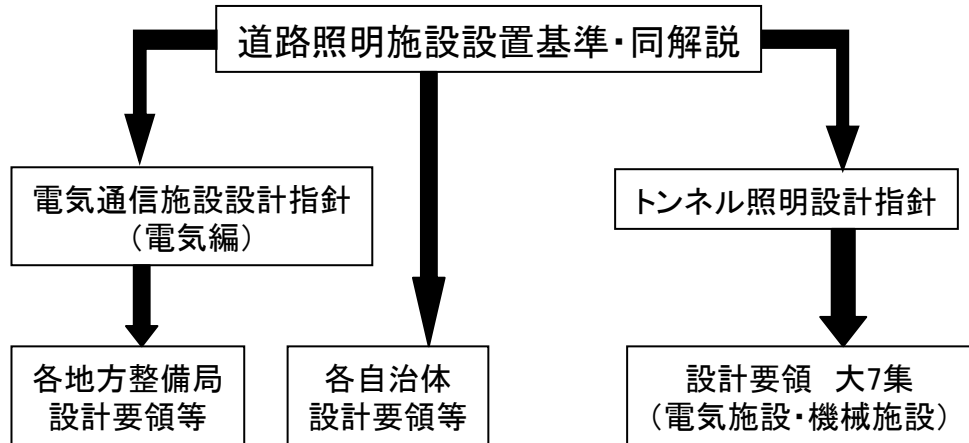 道路照明施設設置基準・同解説
電気通信施設設計指針
（電気編）
トンネル照明設計指針
各地方整備局
設計要領等
各自治体
設計要領等
設計要領　大7集
（電気施設・機械施設）